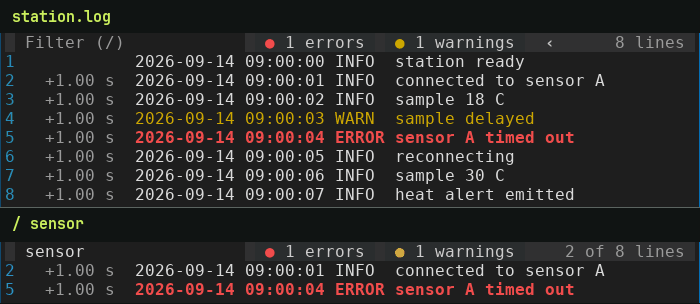 station.log
Filter (/) ● 1 errors ● 1 warnings ‹ 8 lines
1 2026-09-14 09:00:00 INFO station ready
2 +1.00 s 2026-09-14 09:00:01 INFO connected to sensor A
3 +1.00 s 2026-09-14 09:00:02 INFO sample 18 C
4 +1.00 s 2026-09-14 09:00:03 WARN sample delayed
5 +1.00 s 2026-09-14 09:00:04 ERROR sensor A timed out
6 +1.00 s 2026-09-14 09:00:05 INFO reconnecting
7 +1.00 s 2026-09-14 09:00:06 INFO sample 30 C
8 +1.00 s 2026-09-14 09:00:07 INFO heat alert emitted
/ sensor
sensor ● 1 errors ● 1 warnings 2 of 8 lines
2 +1.00 s 2026-09-14 09:00:01 INFO connected to sensor A
5 +1.00 s 2026-09-14 09:00:04 ERROR sensor A timed out